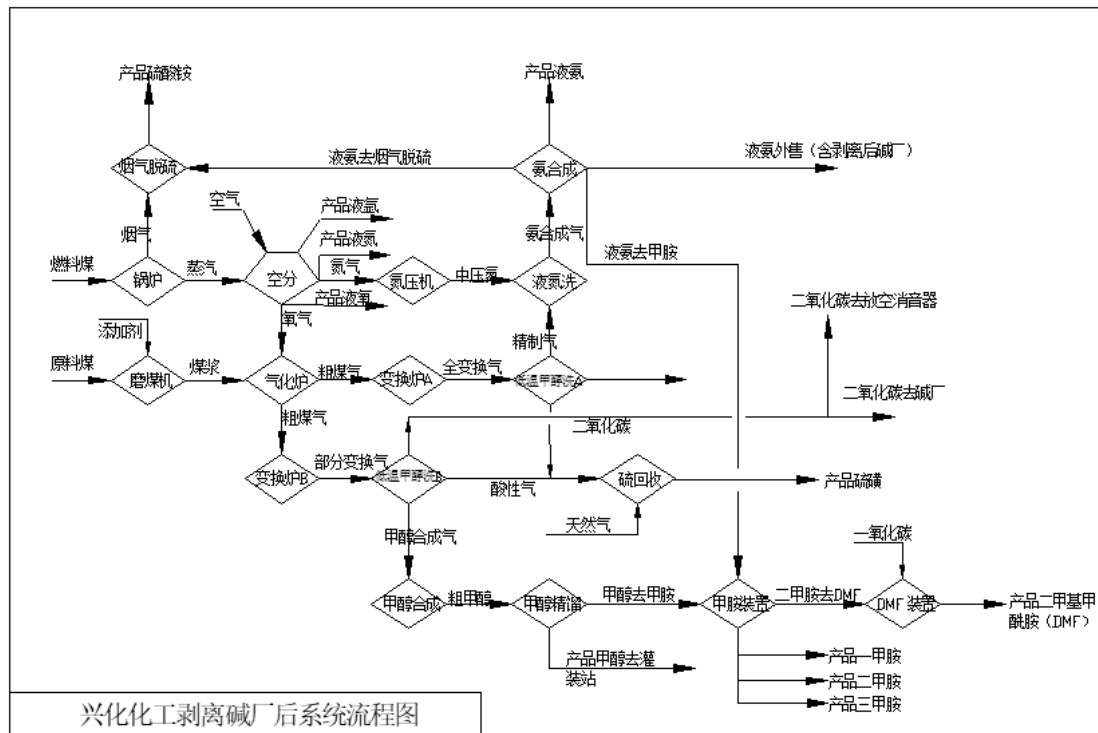 产品硫酸铵
产品液氨
烟气脱硫
液氨去烟气脱硫
氨合成
液氨外售（含剥离后碱厂）
空气
产品液氩
烟气
产品液氮
氨合成气
液氨去甲胺
燃料煤
锅炉
蒸汽
空分
氮气
氮压机
中压氮
液氮洗
产品液氧
氧气
二氧化碳去放空消音器
添加剂
精制气
原料煤
磨煤机
煤浆
气化炉
粗煤气
变换炉A
全变换气
低温甲醇洗A
二氧化碳去碱厂
粗煤气
二氧化碳
变换炉B
部分变换气
低温甲醇洗B
酸性气
硫回收
产品硫磺
天然气
甲醇合成气
一氧化碳
甲醇合成
粗甲醇
甲醇精馏
甲醇去甲胺
甲胺装置
二甲胺去DMF
DMF 装置
产品二甲基甲
酰胺（DMF）
产品甲醇去灌
装站
产品一甲胺
产品二甲胺
产品三甲胺
兴化化工剥离碱厂后系统流程图